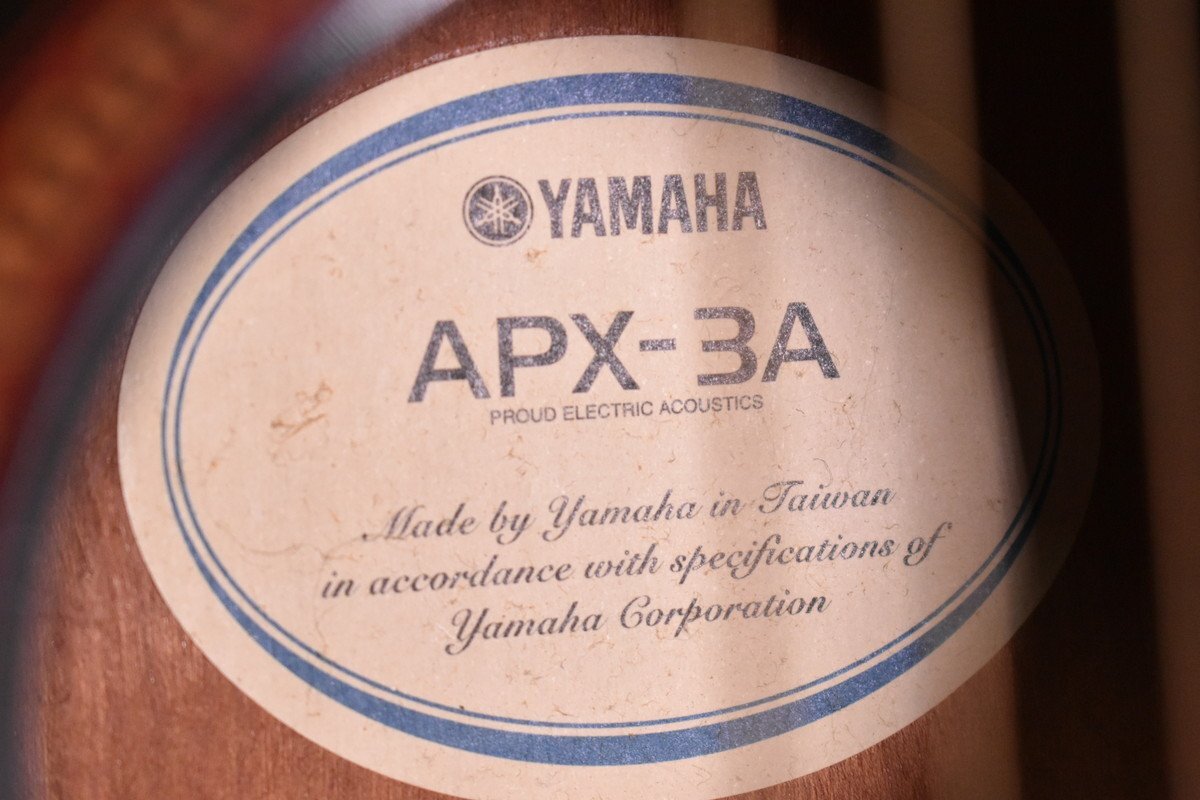 YAMAHA
APX-3A
PROUD ELECTRIC ACOUSTICS
Made by Yamaha in Taiwan
in accordance with specifications of
Yamaha Corporation